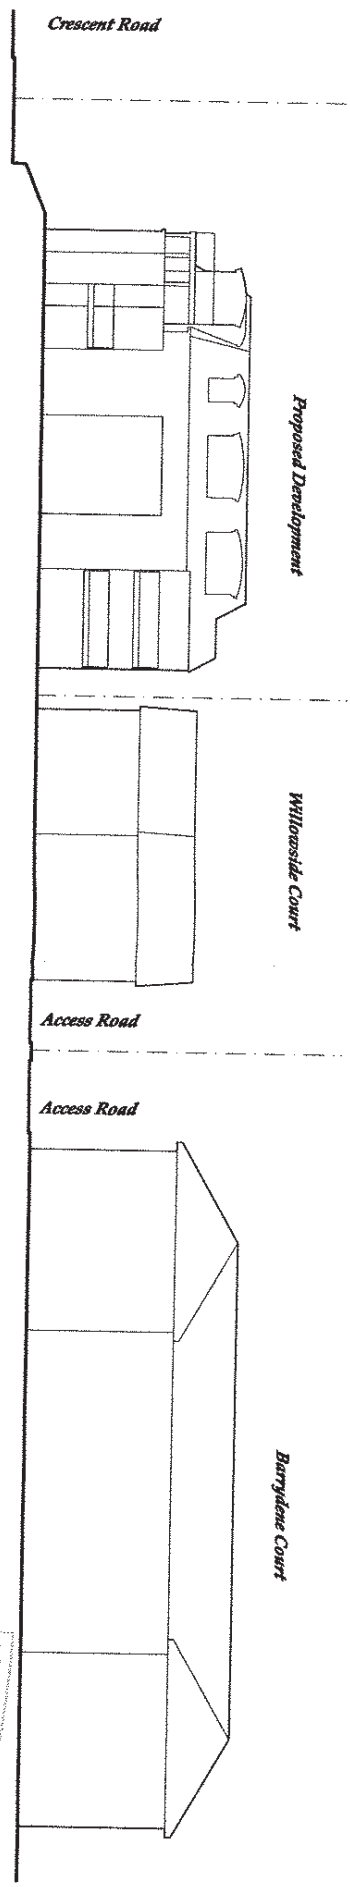 Crescent Road
Proposed Development
Willowside Court
Access Road
Access Road
Barrydene Court